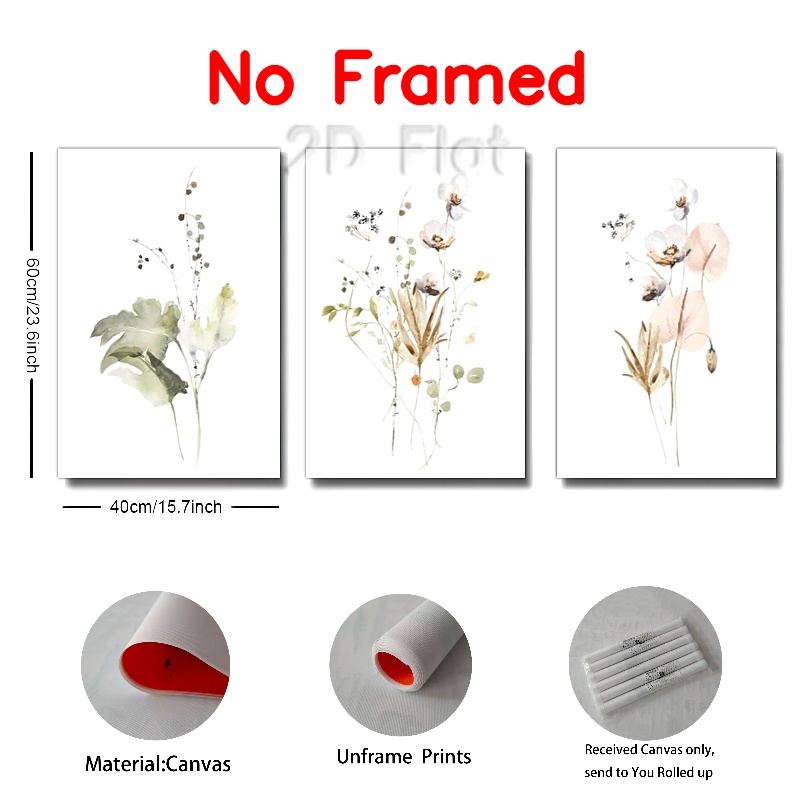 No Framed
2D Flat
60cm/23.6inch
40cm/15.7inch
Material:Canvas
Unframe Prints
Received Canvas only,
send to You Rolled up